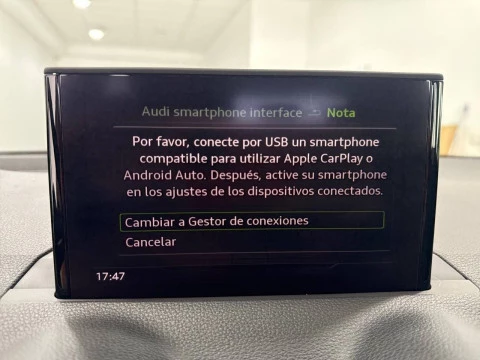 Audi smartphone interface Nota
Por favor, conecte por USB un smartphone
compatible para utilizar Apple CarPlay o
Android Auto. Después, active su smartphone
en los ajustes de los dispositivos conectados.
Cambiar a Gestor de conexiones
Cancelar
17:47